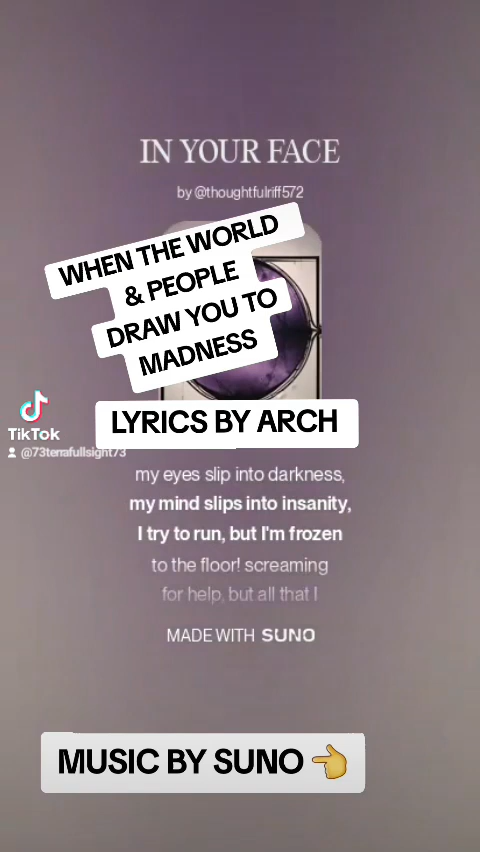 IN YOUR FACE
by @thoughtfulriff572
WHEN THE WORLD
& PEOPLE
DRAW YOU TO
MADNESS
LYRICS BY ARCH
TikTok
@73terrafullsight73
my eyes slip into darkness,
my mind slips into insanity,
I try to run, but I'm frozen
to the floor! screaming
for help, but all that I
MADE WITH SUNO
MUSIC BY SUNO 👈